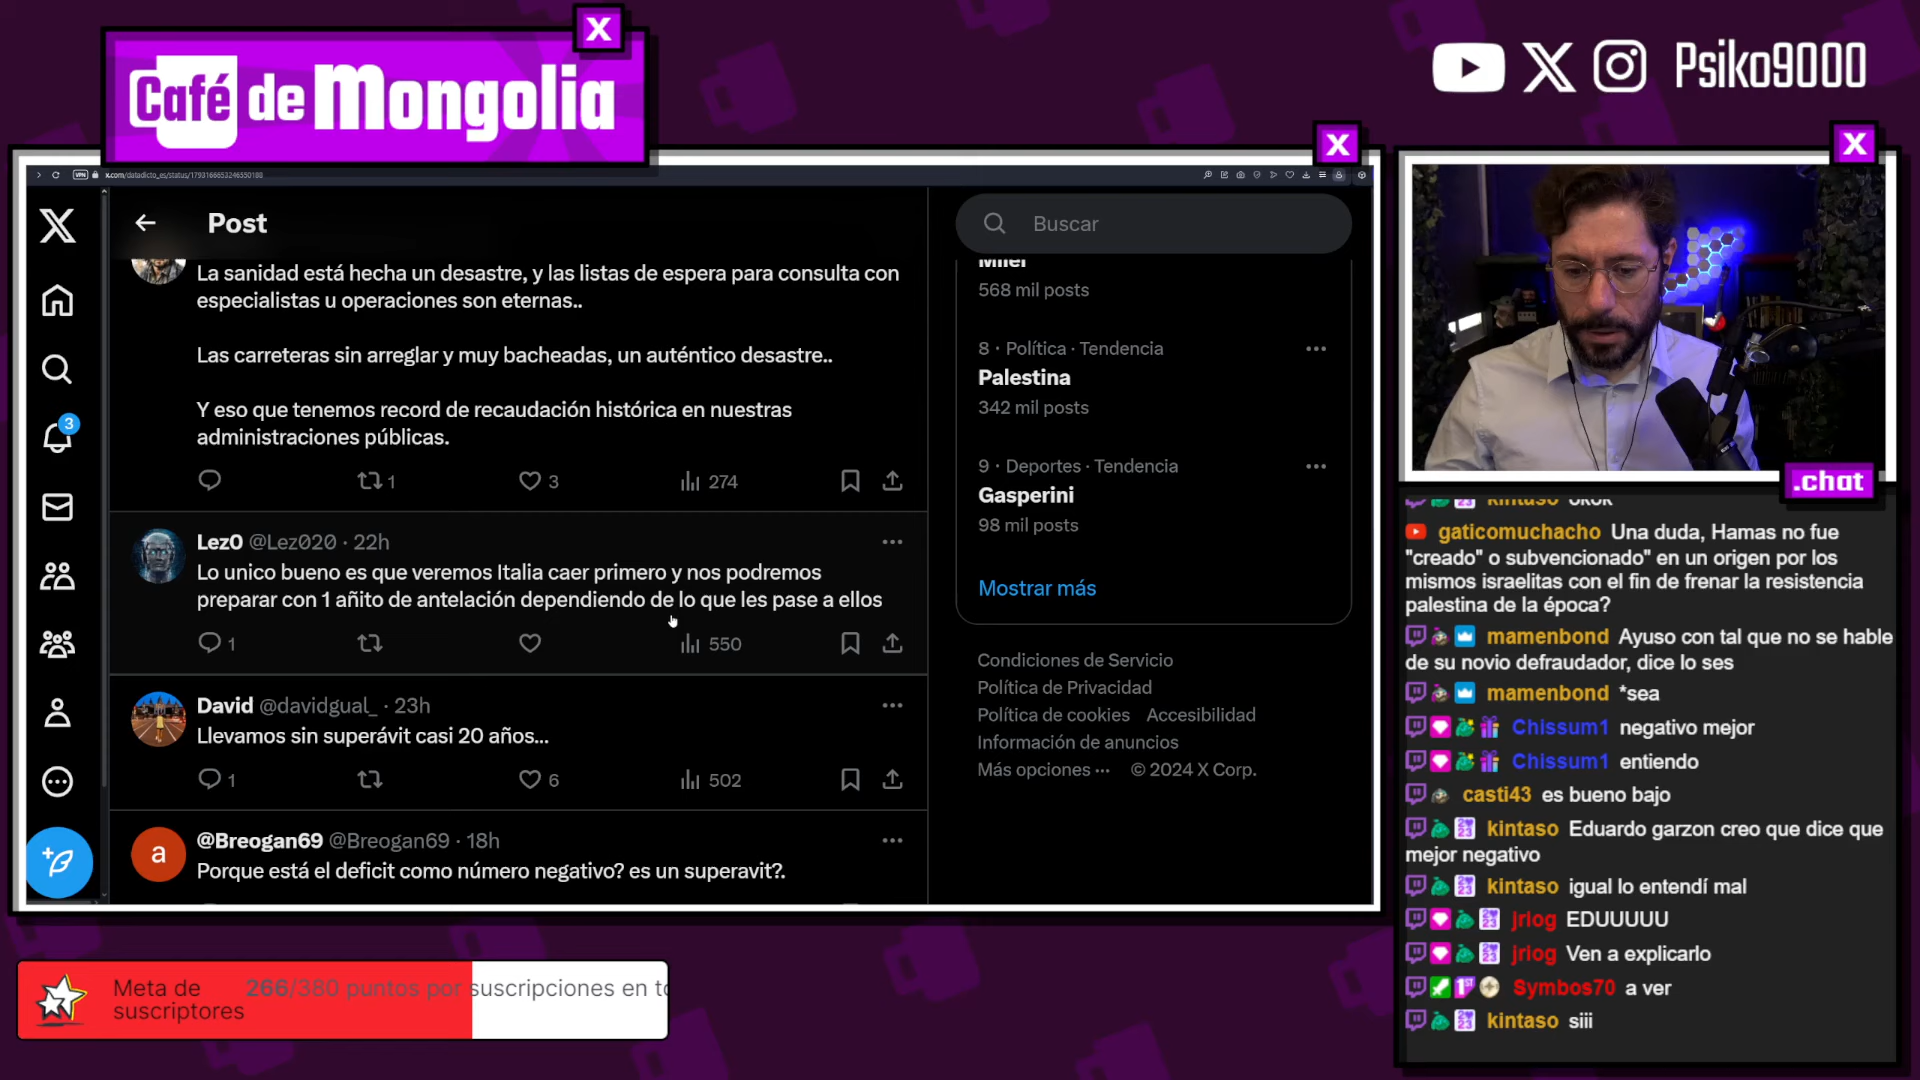 X
Café de Mongolia
Psiko9000
X
X
VPN
x.com/datadicto_es/status/1793166653246550188
Post
Buscar
La sanidad está hecha un desastre, y las listas de espera para consulta con
especialistas u operaciones son eternas..
Las carreteras sin arreglar y muy bacheadas, un auténtico desastre..
Y eso que tenemos record de recaudación histórica en nuestras
administraciones públicas.
1
3
274
3
Lez0 @Lez020 · 22h
Lo unico bueno es que veremos Italia caer primero y nos podremos
preparar con 1 añito de antelación dependiendo de lo que les pase a ellos
1
550
David @davidgual_ · 23h
Llevamos sin superávit casi 20 años...
1
6
502
a
@Breogan69 @Breogan69 · 18h
Porque está el deficit como número negativo? es un superavit?.
Milei
568 mil posts
8 · Política · Tendencia
Palestina
342 mil posts
9 · Deportes · Tendencia
Gasperini
98 mil posts
Mostrar más
Condiciones de Servicio
Política de Privacidad
Política de cookies Accesibilidad
Información de anuncios
Más opciones ··· © 2024 X Corp.
.chat
kintaso okok
gaticomuchacho Una duda, Hamas no fue
"creado" o subvencionado" en un origen por los
mismos israelitas con el fin de frenar la resistencia
palestina de la época?
mamenbond Ayuso con tal que no se hable
de su novio defraudador, dice lo ses
mamenbond *sea
Chissum1 negativo mejor
Chissum1 entiendo
casti43 es bueno bajo
kintaso Eduardo garzon creo que dice que
mejor negativo
kintaso igual lo entendí mal
jrlog EDUUUUU
jrlog Ven a explicarlo
Symbos70 a ver
kintaso siii
Meta de
suscriptores
266/380 puntos por suscripciones en to